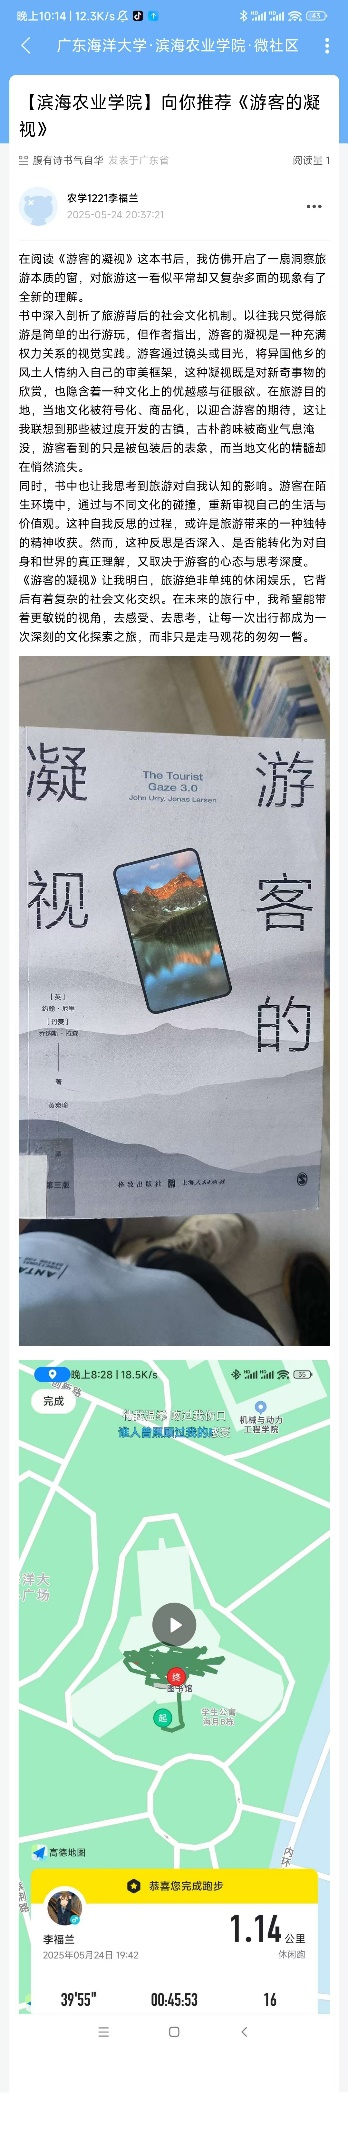 晚上10:14 | 12.3K/s
广东海洋大学·滨海农业学院·微社区
【滨海农业学院】向你推荐《游客的凝
视》
腹有诗书气自华 发表于广东省
阅读量 1
农学1221李福兰
2025-05-24 20:37:21
在阅读《游客的凝视》这本书后，我仿佛开启了一扇洞察旅
游本质的窗，对旅游这一看似平常却又复杂多面的现象有了
全新的理解。
书中深入剖析了旅游背后的社会文化机制。以往我只觉得旅
游是简单的出行游玩，但作者指出，游客的凝视是一种充满
权力关系的视觉实践。游客通过镜头或目光，将异国他乡的
风土人情纳入自己的审美框架，这种凝视既是对新奇事物的
欣赏，也隐含着一种文化上的优越感与征服欲。在旅游目的
地，当地文化被符号化、商品化，以迎合游客的期待，这让
我联想到那些被过度开发的古镇，古朴韵味被商业气息淹
没，游客看到的只是被包装后的表象，而当地文化的精髓却
在悄然流失。
同时，书中也让我思考到旅游对自我认知的影响。游客在陌
生环境中，通过与不同文化的碰撞，重新审视自己的生活与
价值观。这种自我反思的过程，或许是旅游带来的一种独特
的精神收获。然而，这种反思是否深入、是否能转化为对自
身和世界的真正理解，又取决于游客的心态与思考深度。
《游客的凝视》让我明白，旅游绝非单纯的休闲娱乐，它背
后有着复杂的社会文化交织。在未来的旅行中，我希望能带
着更敏锐的视角，去感受、去思考，让每一次出行都成为一
次深刻的文化探索之旅，而非只是走马观花的匆匆一瞥。
游客的
凝视
The Tourist
Gaze 3.0
John Urry, Jonas Larsen
[英]
[丹麦]
著
第三版
格致出版社
上海人民出版社
晚上8:28 | 18.5K/s
完成
谁人曾照顾过我的
机械与动力
工程学院
终
图书馆
起
学生公寓
海月B栋
内环
高德地图
恭喜您完成跑步
李福兰
2025年05月24日 19:42
1.14 公里
休闲跑
39'55"
00:45:53
16